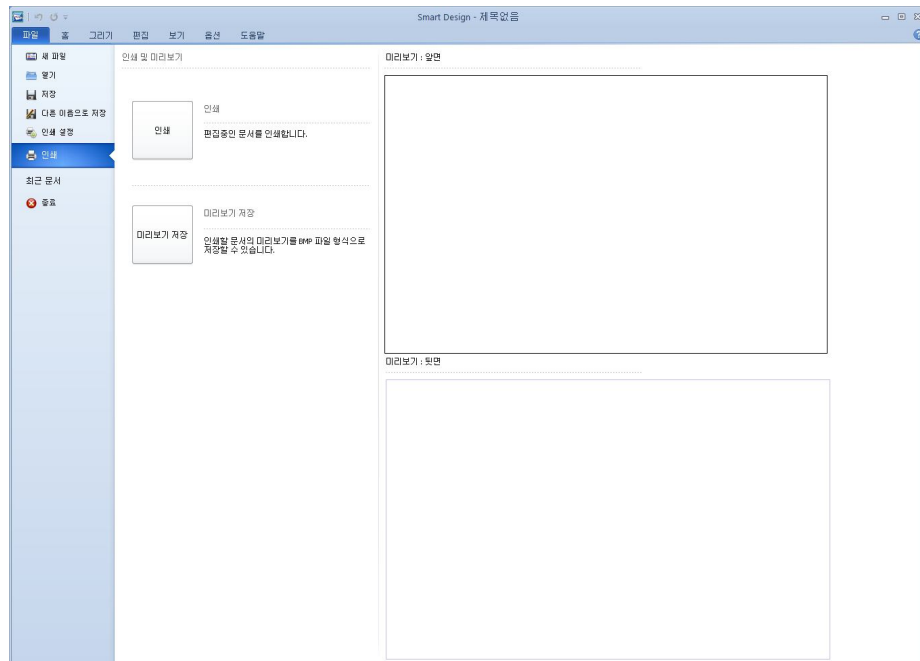 Smart Design - 제목없음
파일 홈 그리기 편집 보기 옵션 도움말
새 파일
열기
저장
다른 이름으로 저장
인쇄 설정
인쇄
최근 문서
종료
인쇄 및 미리보기
인쇄
인쇄
편집중인 문서를 인쇄합니다.
미리보기 저장
미리보기 저장
인쇄할 문서의 미리보기를 BMP 파일 형식으로
저장할 수 있습니다.
미리보기 : 앞면
미리보기 : 뒷면